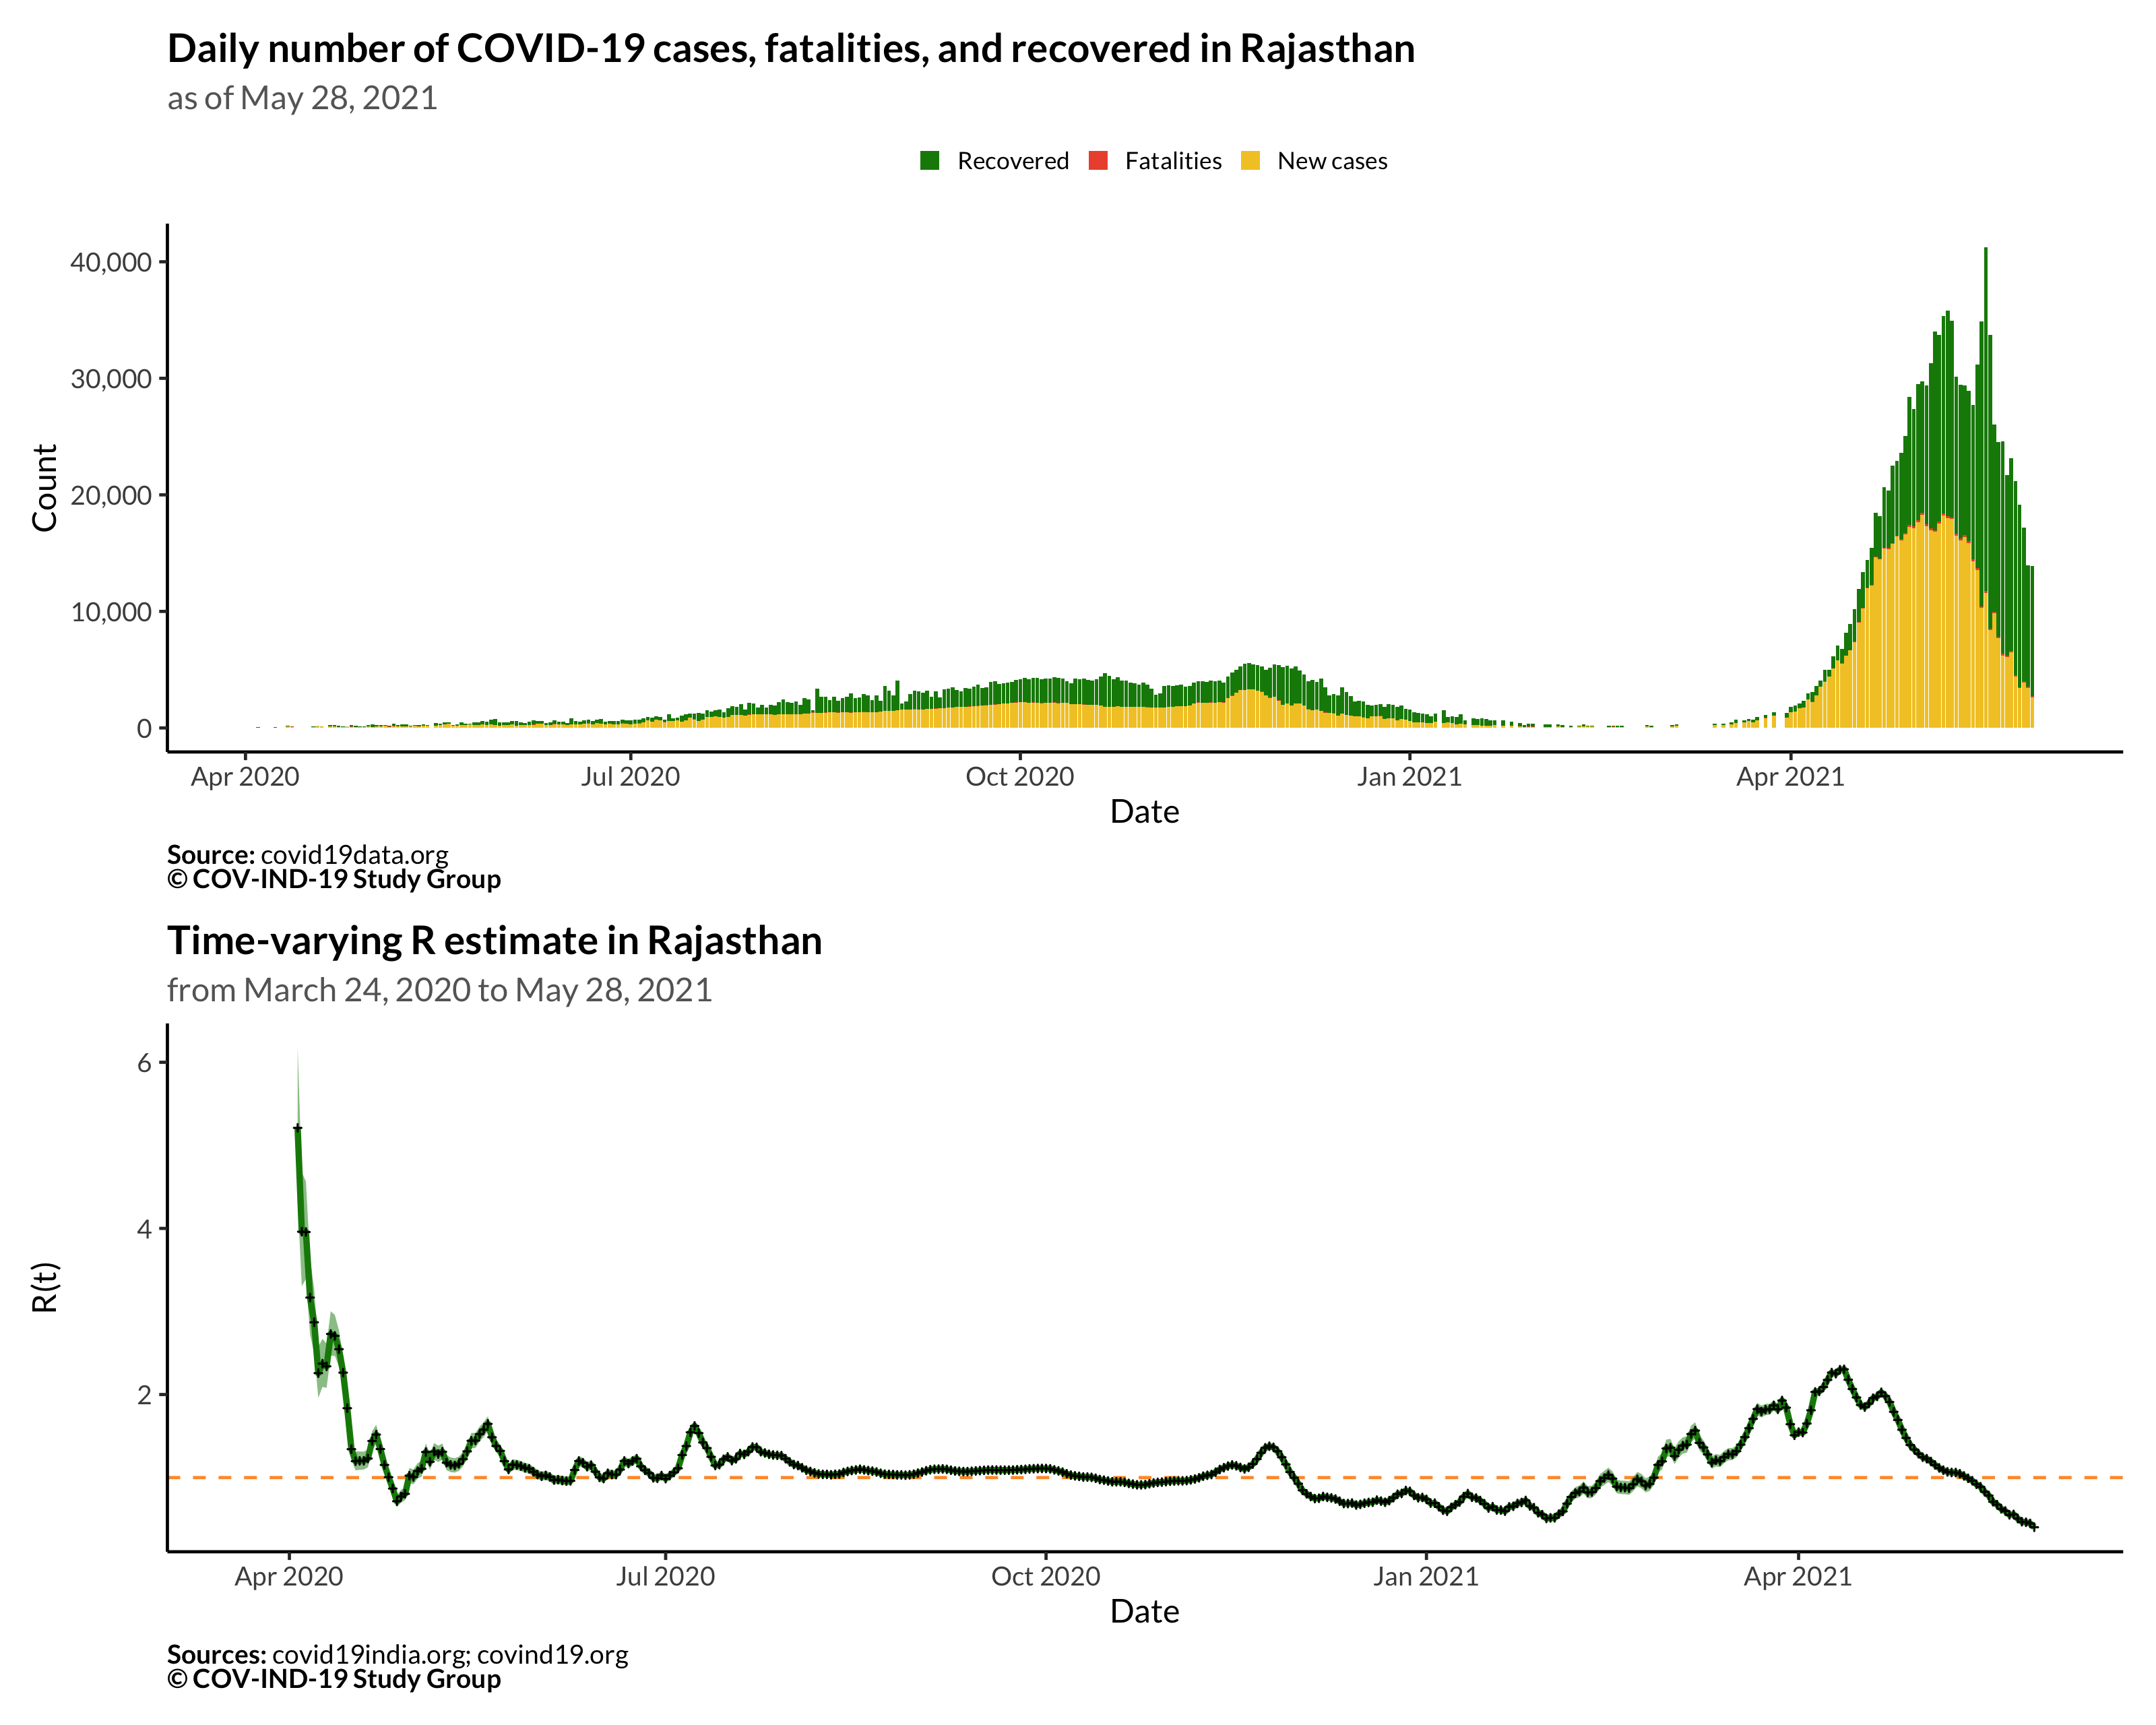 Daily number of COVID-19 cases, fatalities, and recovered in Rajasthan
as of May 28, 2021
Recovered Fatalities New cases
Count
40,000
30,000
20,000
10,000
0
Apr 2020 Jul 2020 Oct 2020 Jan 2021 Apr 2021
Date
Source: covid19data.org
© COV-IND-19 Study Group
Time-varying R estimate in Rajasthan
from March 24, 2020 to May 28, 2021
R(t)
6
4
2
Apr 2020 Jul 2020 Oct 2020 Jan 2021 Apr 2021
Date
Sources: covid19india.org; covind19.org
© COV-IND-19 Study Group